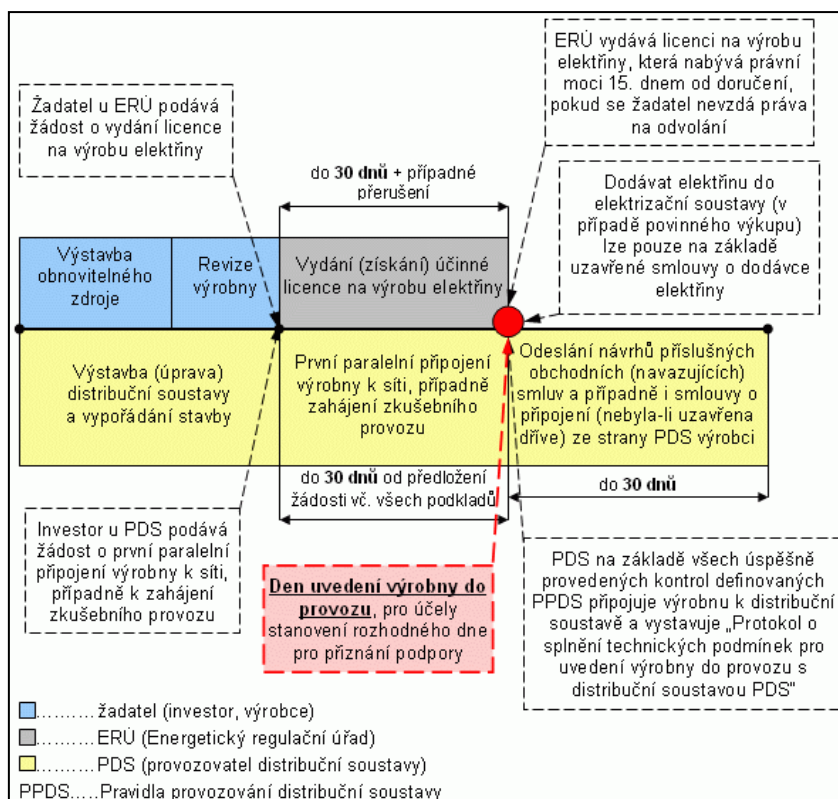 ERÚ vydává licenci na výrobu
elektřiny, která nabývá právní
moci 15. dnem od doručení,
pokud se žadatel nevzdá práva
na odvolání
Žadatel u ERÚ podává
žádost o vydání licence
na výrobu elektřiny
do 30 dnů + případné
přerušení
Dodávat elektřinu do
elektrizační soustavy (v
případě povinného výkupu)
lze pouze na základě
uzavřené smlouvy o dodávce
elektřiny
Výstavba
obnovitelného
zdroje
Revize
výrobny
Vydání (získání) účinné
licence na výrobu elektřiny
Výstavba (úprava)
distribuční soustavy
a vypořádání stavby
První paralelní připojení
výrobny k síti, případně
zahájení zkušebního
provozu
Odeslání návrhů příslušných
obchodních (navazujících)
smluv a případně i smlouvy o
připojení (nebyla-li uzavřena
dříve) ze strany PDS výrobci
do 30 dnů od předložení
žádosti vč. všech podkladů
do 30 dnů
Investor u PDS podává
žádost o první paralelní
připojení výrobny k síti,
případně k zahájení
zkušebního provozu
Den uvedení výrobny do
provozu, pro účely
stanovení rozhodného dne
pro přiznání podpory
PDS na základě všech úspěšně
provedených kontrol definovaných
PPDS připojuje výrobnu k distribuční
soustavě a vystavuje „Protokol o
splnění technických podmínek pro
uvedení výrobny do provozu s
distribuční soustavou PDS“
.......... žadatel (investor, výrobce)
.......... ERÚ (Energetický regulační úřad)
.......... PDS (provozovatel distribuční soustavy)
PPDS.....Pravidla provozování distribuční soustavy